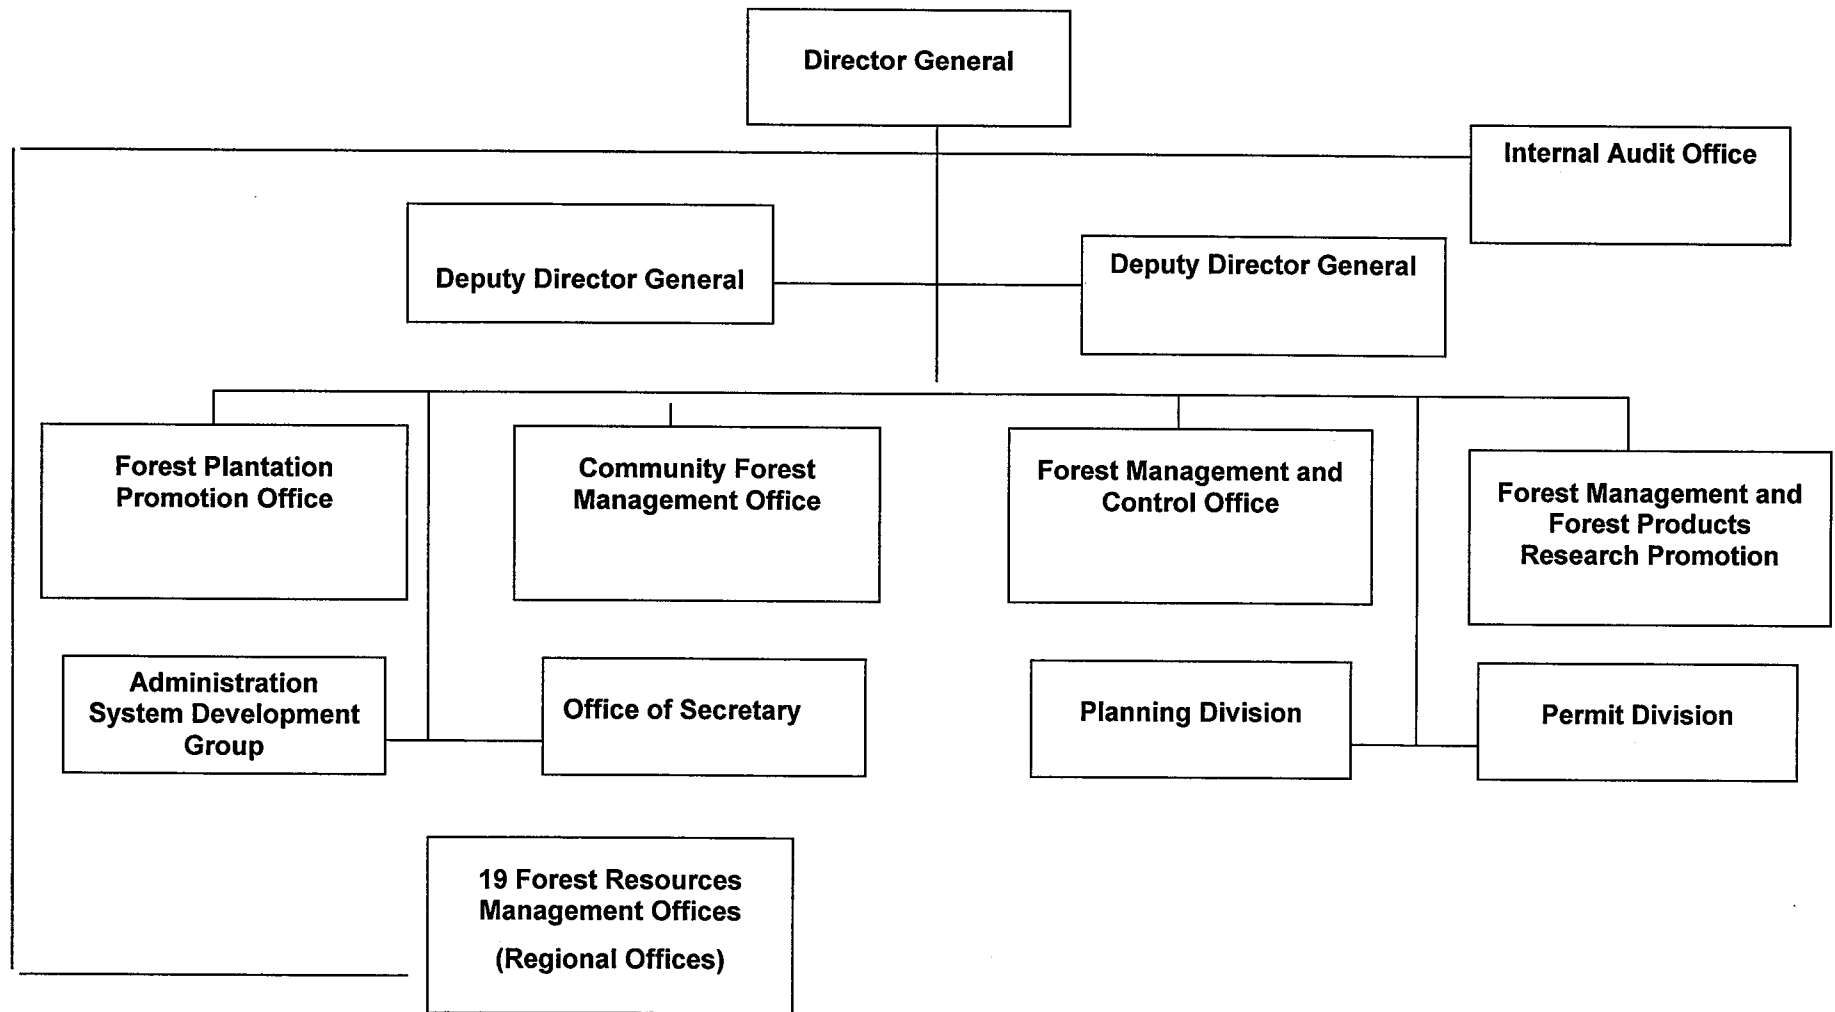 Director General
Internal Audit Office
Deputy Director General
Deputy Director General
Forest Plantation
Promotion Office
Community Forest
Management Office
Forest Management and
Control Office
Forest Management and
Forest Products
Research Promotion
Administration
System Development
Group
Office of Secretary
Planning Division
Permit Division
19 Forest Resources
Management Offices
(Regional Offices)